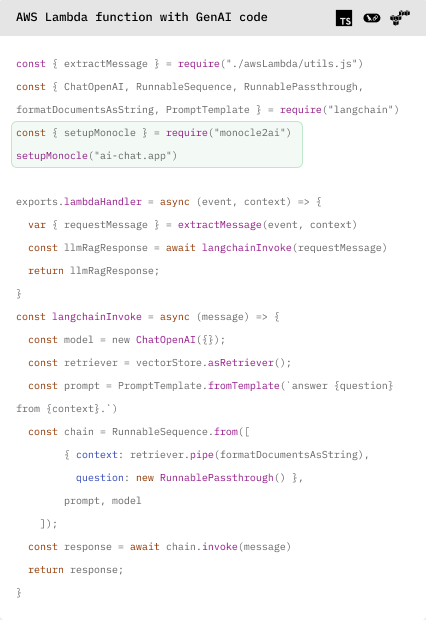 AWS Lambda function with GenAI code
TS
const { extractMessage } = require("./awsLambda/utils.js")
const { ChatOpenAI, RunnableSequence, RunnablePassthrough,
formatDocumentsAsString, PromptTemplate } = require("langchain")
const { setupMonocle } = require("monocle2ai")
setupMonocle("ai-chat.app")
exports.lambdaHandler = async (event, context) => {
var { requestMessage } = extractMessage(event, context)
const llmRagResponse = await langchainInvoke(requestMessage)
return llmRagResponse;
}
const langchainInvoke = async (message) => {
const model = new ChatOpenAI({});
const retriever = vectorStore.asRetriever();
const prompt = PromptTemplate.fromTemplate(`answer {question}
from {context}.`)
const chain = RunnableSequence.from([
{ context: retriever.pipe(formatDocumentsAsString),
question: new RunnablePassthrough() },
prompt, model
]);
const response = await chain.invoke(message)
return response;
}